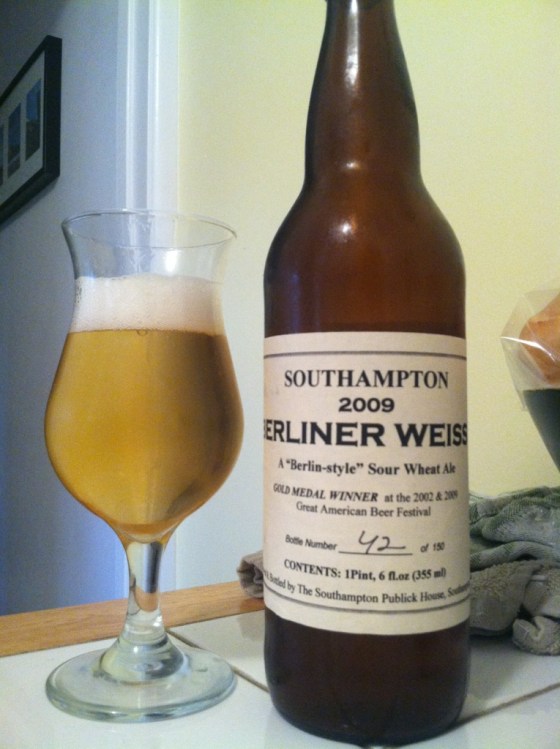 SOUTHAMPTON
2009
BERLINER WEISS
A "Berlin-style" Sour Wheat Ale
GOLD MEDAL WINNER at the 2002 & 2009
Great American Beer Festival
Bottle Number 42 of 150
CONTENTS: 1Pint, 6 fl.oz (355 ml)
Bottled by The Southampton Publick House,